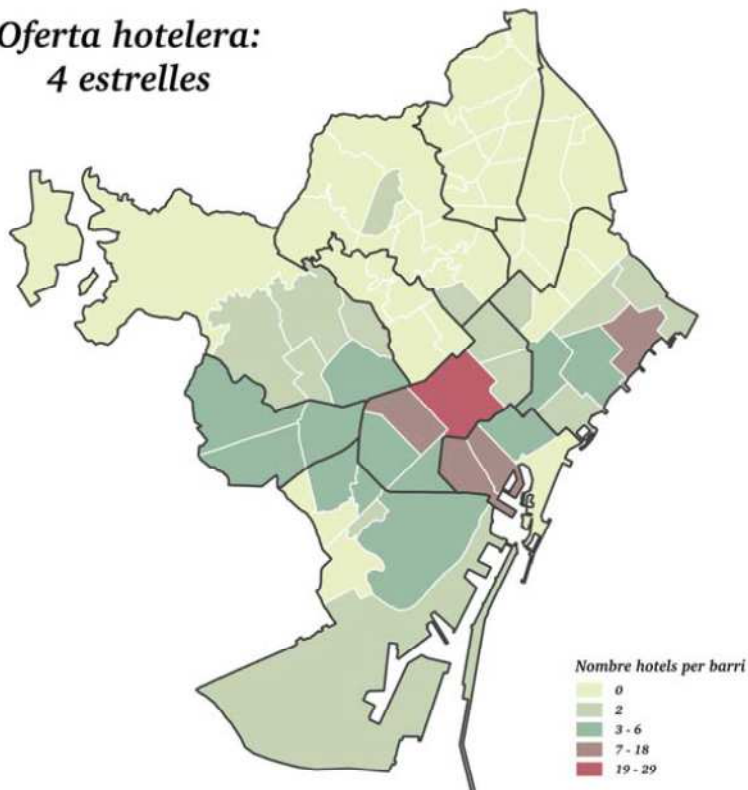 Oferta hotelera:
4 estrelles
Nombre hotels per barri
0
2
3 - 6
7 - 18
19 - 29